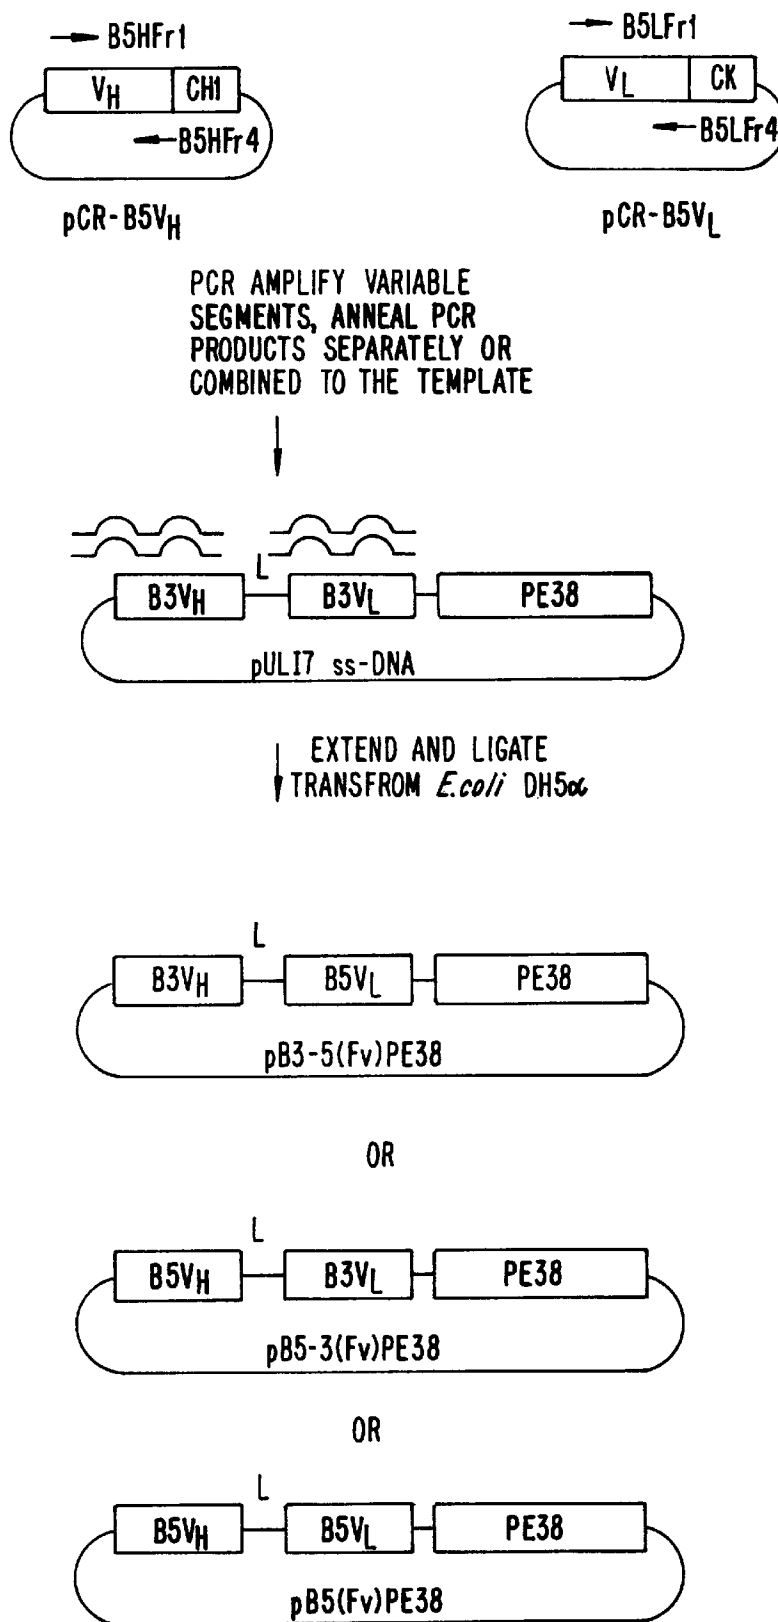 B5HFr1
B5LFr1
VH CH1
VL CK
B5HFr4
B5LFr4
pCR-B5VH
pCR-B5VL
PCR AMPLIFY VARIABLE
SEGMENTS, ANNEAL PCR
PRODUCTS SEPARATELY OR
COMBINED TO THE TEMPLATE
L
B3VH B3VL PE38
pULI7 ss-DNA
EXTEND AND LIGATE
TRANSFROM E.coli DH5α
L
B3VH B5VL PE38
pB3-5(Fv)PE38
OR
L
B5VH B3VL PE38
pB5-3(Fv)PE38
OR
L
B5VH B5VL PE38
pB5(Fv)PE38